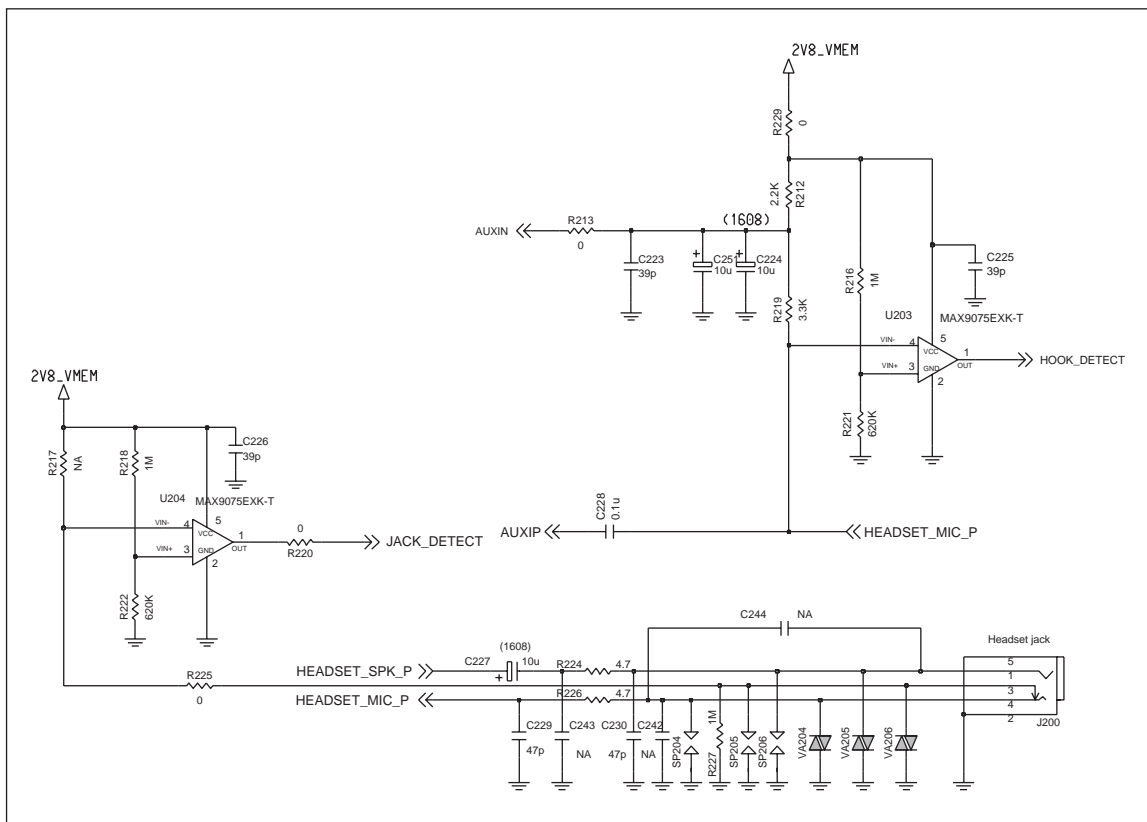 2V8_VMEM
R229
0
2.2K
R212
(1608)
R213
AUXIN
0
C223
39p
C251
10u
C224
10u
C225
39p
R216
1M
R219
3.3K
U203
MAX9075EXK-T
VIN-
4
5
VCC
1
OUT
HOOK_DETECT
VIN+
3
GND
2
R221
620K
2V8_VMEM
R217
NA
R218
1M
C226
39p
U204
MAX9075EXK-T
VIN-
4
5
VCC
1
OUT
0
R220
JACK_DETECT
VIN+
3
GND
2
R222
620K
AUXIP
C228
0.1u
HEADSET_MIC_P
C244
NA
Headset jack
(1608)
HEADSET_SPK_P
C227
10u
R224
4.7
5
R225
0
1
HEADSET_MIC_P
R226
4.7
3
4
2
J200
C229
C243
C230
C242
47p
NA
47p
NA
SP204
R227
1M
SP205
SP206
VA204
VA205
VA206